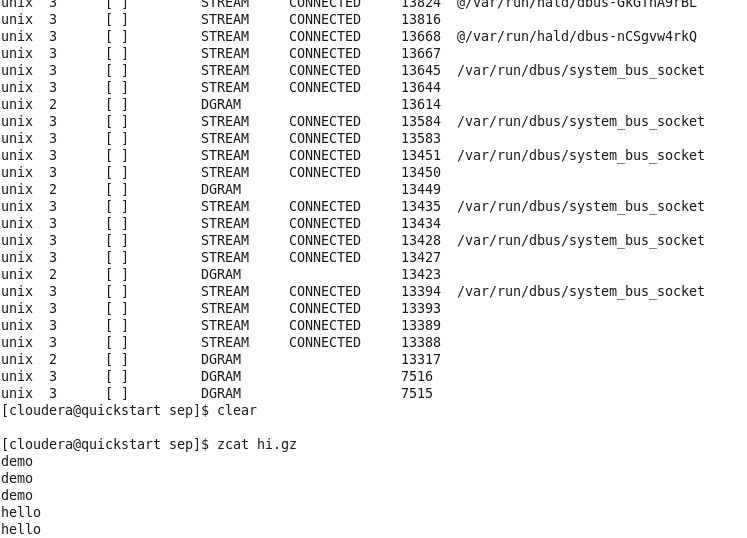 unix  3      [ ]         STREAM     CONNECTED     13824  @/var/run/hald/dbus-GkGThA9rBL
unix  3      [ ]         STREAM     CONNECTED     13816
unix  3      [ ]         STREAM     CONNECTED     13668  @/var/run/hald/dbus-nCSgvw4rkQ
unix  3      [ ]         STREAM     CONNECTED     13667
unix  3      [ ]         STREAM     CONNECTED     13645  /var/run/dbus/system_bus_socket
unix  3      [ ]         STREAM     CONNECTED     13644
unix  2      [ ]         DGRAM                    13614
unix  3      [ ]         STREAM     CONNECTED     13584  /var/run/dbus/system_bus_socket
unix  3      [ ]         STREAM     CONNECTED     13583
unix  3      [ ]         STREAM     CONNECTED     13451  /var/run/dbus/system_bus_socket
unix  3      [ ]         STREAM     CONNECTED     13450
unix  2      [ ]         DGRAM                    13449
unix  3      [ ]         STREAM     CONNECTED     13435  /var/run/dbus/system_bus_socket
unix  3      [ ]         STREAM     CONNECTED     13434
unix  3      [ ]         STREAM     CONNECTED     13428  /var/run/dbus/system_bus_socket
unix  3      [ ]         STREAM     CONNECTED     13427
unix  2      [ ]         DGRAM                    13423
unix  3      [ ]         STREAM     CONNECTED     13394  /var/run/dbus/system_bus_socket
unix  3      [ ]         STREAM     CONNECTED     13393
unix  3      [ ]         STREAM     CONNECTED     13389
unix  3      [ ]         STREAM     CONNECTED     13388
unix  2      [ ]         DGRAM                    13317
unix  3      [ ]         DGRAM                    7516
unix  3      [ ]         DGRAM                    7515
[cloudera@quickstart sep]$ clear
[cloudera@quickstart sep]$ zcat hi.gz
demo
demo
demo
hello
hello